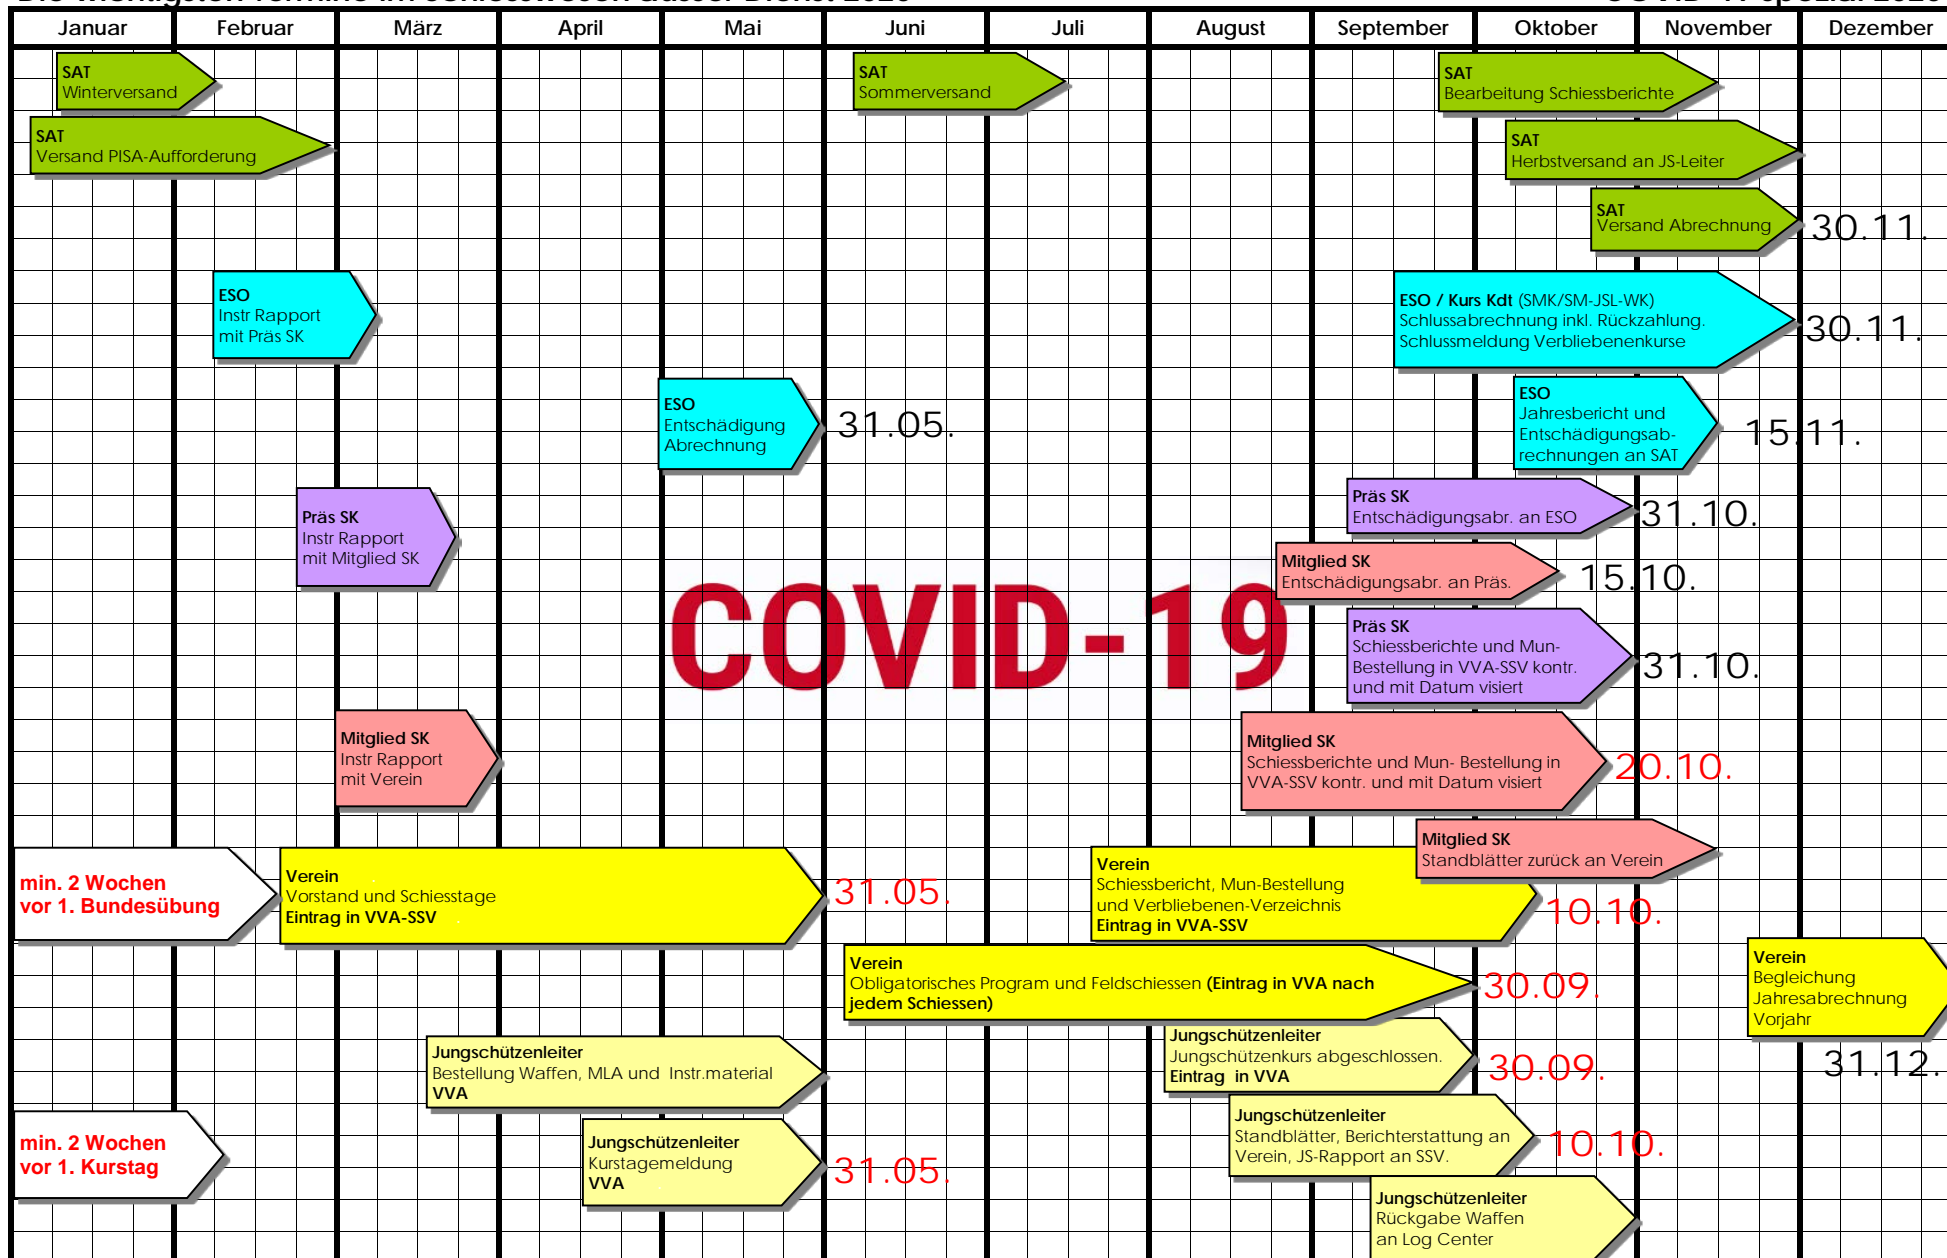 Januar Februar März April Mai Juni Juli August September Oktober November Dezember
SAT
Winterversand
SAT
Sommerversand
SAT
Bearbeitung Schiessberichte
SAT
Versand PISA-Aufforderung
SAT
Herbstversand an JS-Leiter
SAT
Versand Abrechnung
30.11.
ESO
Instr Rapport
mit Präs SK
ESO / Kurs Kdt (SMK/SM-JSL-WK)
Schlussabrechnung inkl. Rückzahlung.
Schlussmeldung Verbliebenenkurse
30.11.
ESO
Entschädigung
Abrechnung
31.05.
ESO
Jahresbericht und
Entschädigungsab-
rechnungen an SAT
15.11.
Präs SK
Instr Rapport
mit Mitglied SK
Präs SK
Entschädigungsabr. an ESO
31.10.
Mitglied SK
Entschädigungsabr. an Präs.
15.10.
COVID-19
Präs SK
Schiessberichte und Mun-
Bestellung in VVA-SSV kontr.
und mit Datum visiert
31.10.
Mitglied SK
Instr Rapport
mit Verein
Mitglied SK
Schiessberichte und Mun- Bestellung in
VVA-SSV kontr. und mit Datum visiert
20.10.
Mitglied SK
Standblätter zurück an Verein
min. 2 Wochen
vor 1. Bundesübung
Verein
Vorstand und Schiesstage
Eintrag in VVA-SSV
31.05.
Verein
Schiessbericht, Mun-Bestellung
und Verbliebenen-Verzeichnis
Eintrag in VVA-SSV
10.10.
Verein
Obligatorisches Program und Feldschiessen (Eintrag in VVA nach
jedem Schiessen)
30.09.
Verein
Begleichung
Jahresabrechnung
Vorjahr
31.12.
Jungschützenleiter
Bestellung Waffen, MLA und Instr.material
VVA
Jungschützenleiter
Jungschützenkurs abgeschlossen.
Eintrag in VVA
30.09.
min. 2 Wochen
vor 1. Kurstag
Jungschützenleiter
Kurstagemeldung
VVA
31.05.
Jungschützenleiter
Standblätter, Berichterstattung an
Verein, JS-Rapport an SSV.
10.10.
Jungschützenleiter
Rückgabe Waffen
an Log Center